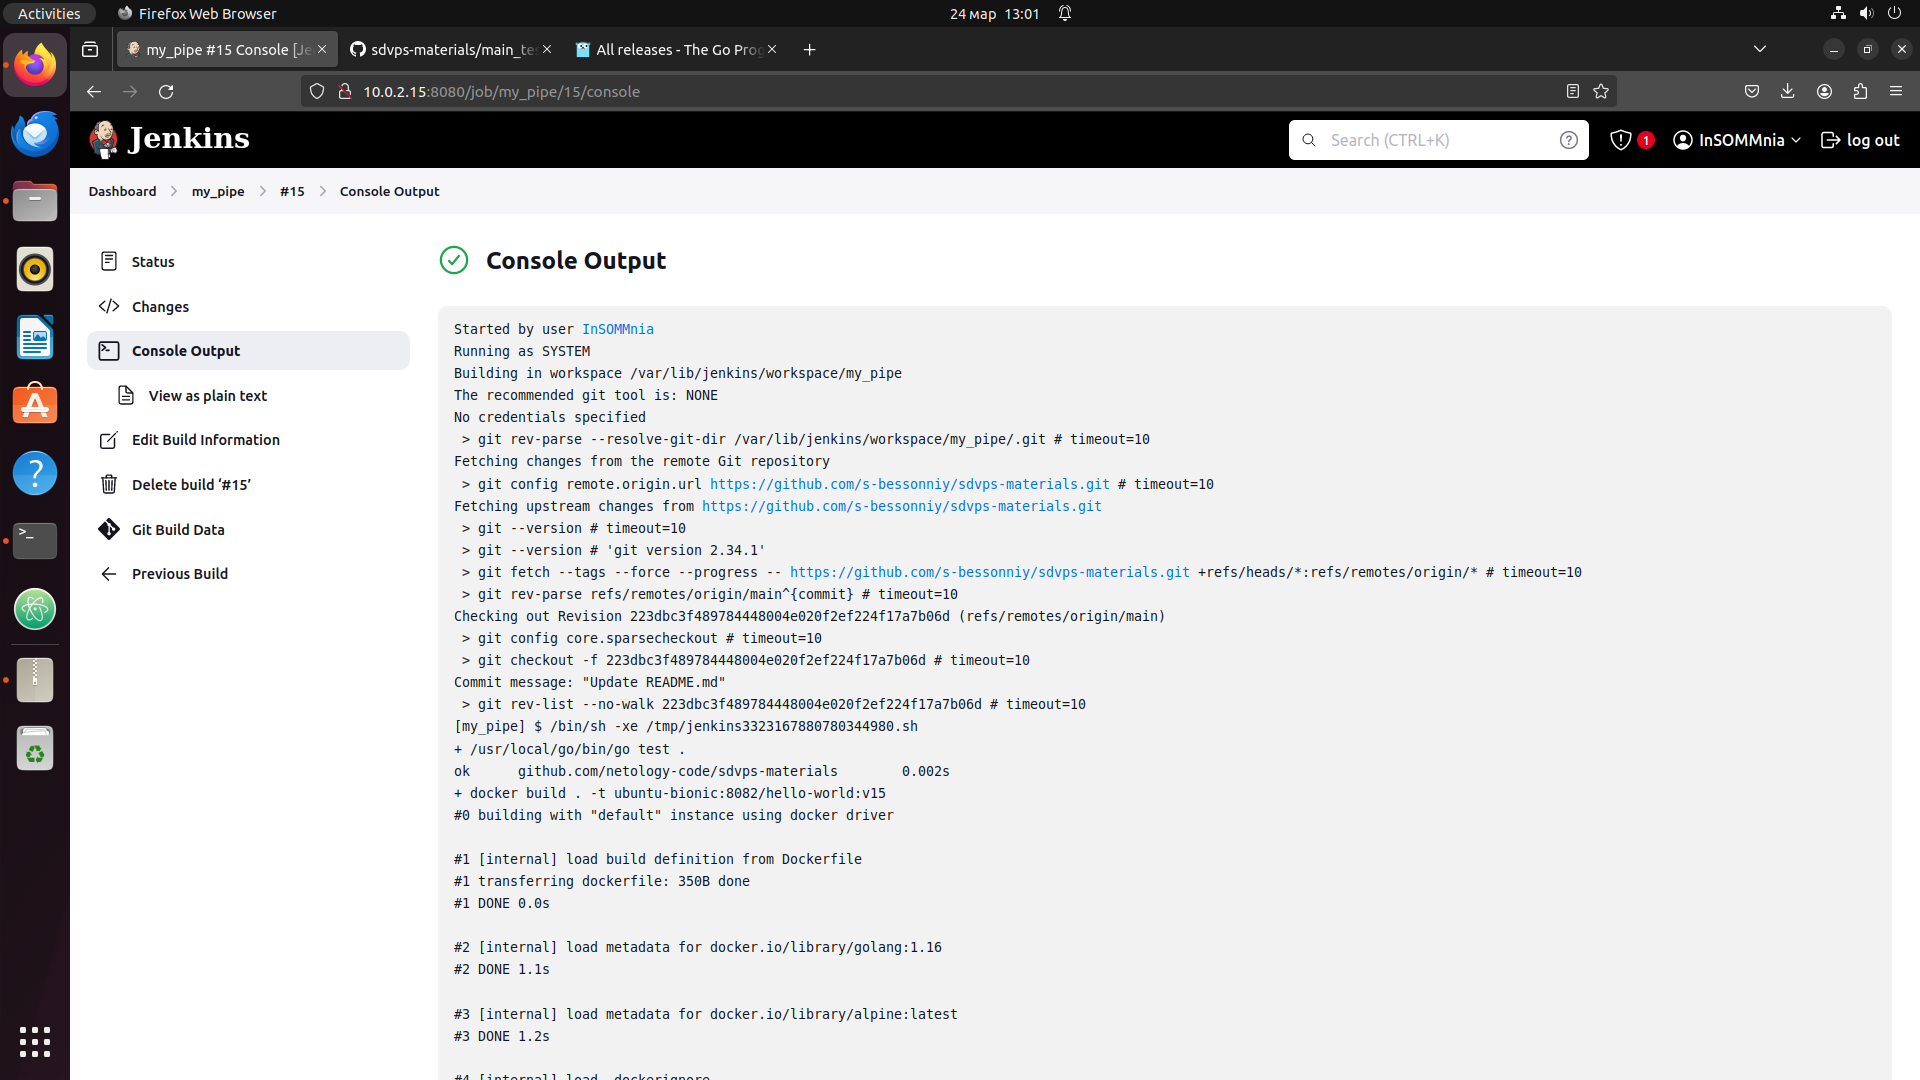 Activities
Firefox Web Browser
24 мар 13:01
my_pipe #15 Console [Je
sdvps-materials/main_te
All releases - The Go Prog
10.0.2.15:8080/job/my_pipe/15/console
Jenkins
Search (CTRL+K)
1
InSOMMnia
log out
Dashboard
my_pipe
#15
Console Output
Status
Changes
Console Output
View as plain text
Edit Build Information
Delete build ‘#15’
Git Build Data
Previous Build
Console Output
Started by user InSOMMnia
Running as SYSTEM
Building in workspace /var/lib/jenkins/workspace/my_pipe
The recommended git tool is: NONE
No credentials specified
> git rev-parse --resolve-git-dir /var/lib/jenkins/workspace/my_pipe/.git # timeout=10
Fetching changes from the remote Git repository
> git config remote.origin.url https://github.com/s-bessonniy/sdvps-materials.git # timeout=10
Fetching upstream changes from https://github.com/s-bessonniy/sdvps-materials.git
> git --version # timeout=10
> git --version # 'git version 2.34.1'
> git fetch --tags --force --progress -- https://github.com/s-bessonniy/sdvps-materials.git +refs/heads/*:refs/remotes/origin/* # timeout=10
> git rev-parse refs/remotes/origin/main^{commit} # timeout=10
Checking out Revision 223dbc3f489784448004e020f2ef224f17a7b06d (refs/remotes/origin/main)
> git config core.sparsecheckout # timeout=10
> git checkout -f 223dbc3f489784448004e020f2ef224f17a7b06d # timeout=10
Commit message: "Update README.md"
> git rev-list --no-walk 223dbc3f489784448004e020f2ef224f17a7b06d # timeout=10
[my_pipe] $ /bin/sh -xe /tmp/jenkins3323167880780344980.sh
+ /usr/local/go/bin/go test .
ok github.com/netology-code/sdvps-materials 0.002s
+ docker build . -t ubuntu-bionic:8082/hello-world:v15
#0 building with "default" instance using docker driver
#1 [internal] load build definition from Dockerfile
#1 transferring dockerfile: 350B done
#1 DONE 0.0s
#2 [internal] load metadata for docker.io/library/golang:1.16
#2 DONE 1.1s
#3 [internal] load metadata for docker.io/library/alpine:latest
#3 DONE 1.2s
#4 [internal] load .dockerignore